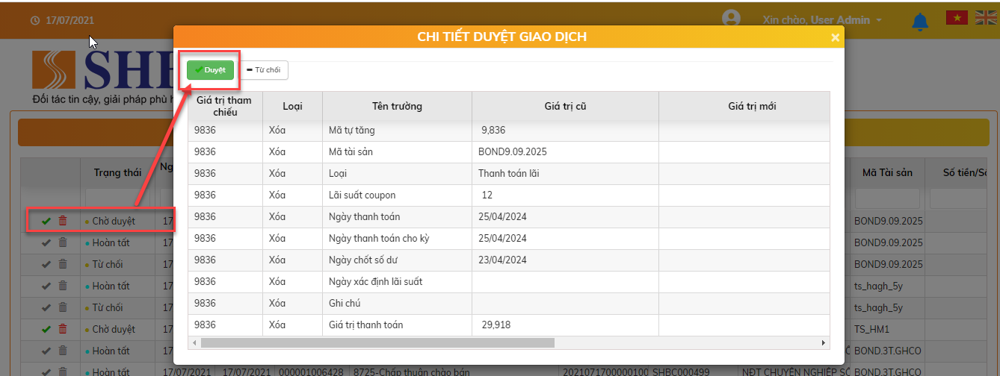 17/07/2021
Xin chào, User Admin
CHI TIẾT DUYỆT GIAO DỊCH
×
Duyệt
Từ chối
SHB
Đối tác tin cậy, giải pháp phù h
Giá trị tham chiếu Loại Tên trường Giá trị cũ Giá trị mới
9836 Xóa Mã tự tăng 9,836
9836 Xóa Mã tài sản BOND9.09.2025
9836 Xóa Loại Thanh toán lãi
9836 Xóa Lãi suất coupon 12
9836 Xóa Ngày thanh toán 25/04/2024
9836 Xóa Ngày thanh toán cho kỳ 25/04/2024
9836 Xóa Ngày chốt số dư 23/04/2024
9836 Xóa Ngày xác định lãi suất
9836 Xóa Ghi chú
9836 Xóa Giá trị thanh toán 29,918
Trạng thái Ng Mã Tài sản Số tiền/Số
Chờ duyệt 17/ BOND9.09.2025
Hoàn tất 17/ BOND9.09.2025
Từ chối 17/ BOND9.09.2025
Hoàn tất 17/ ts_hagh_5y
Từ chối 17/ ts_hagh_5y
Chờ duyệt 17/ TS_HM1
Hoàn tất 17/ BOND.3T.GHCO
Hoàn tất 17/07/2021 17/07/2021 000001006428 8725-Chấp thuận chào bán 2021071700000100 SHBC000499 NĐT CHUYÊN NGHIỆP SỐ BOND.3T.GHCO